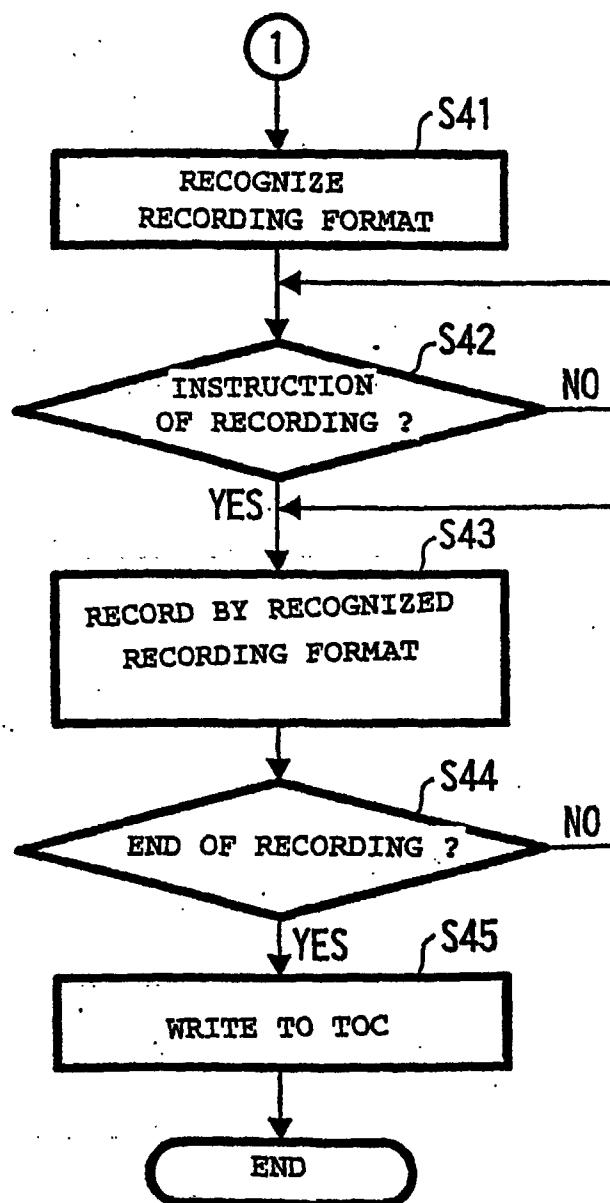 1
S41
RECOGNIZE
RECORDING FORMAT
S42
INSTRUCTION
OF RECORDING ?
NO
YES
S43
RECORD BY RECOGNIZED
RECORDING FORMAT
S44
END OF RECORDING ?
NO
YES
S45
WRITE TO TOC
END